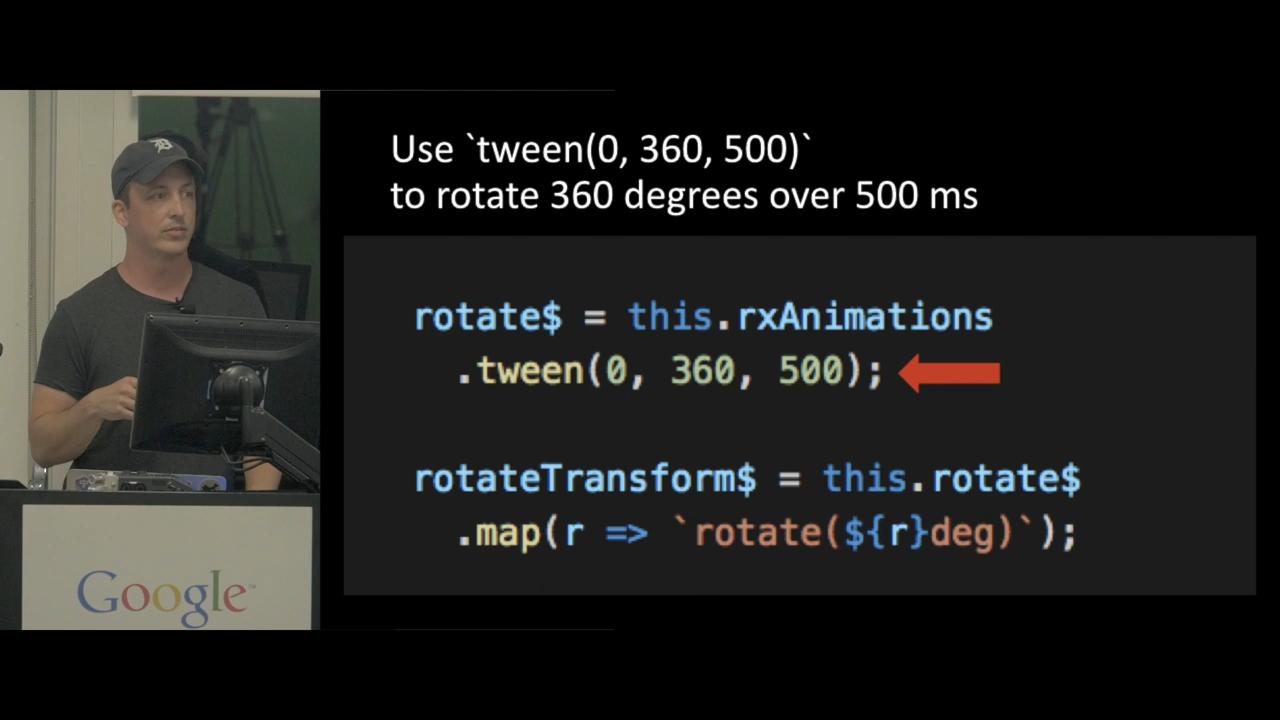 Use `tween(0, 360, 500)`
to rotate 360 degrees over 500 ms
rotate$ = this.rxAnimations
.tween(0, 360, 500);
rotateTransform$ = this.rotate$
.map(r => `rotate(${r}deg)`);
Google